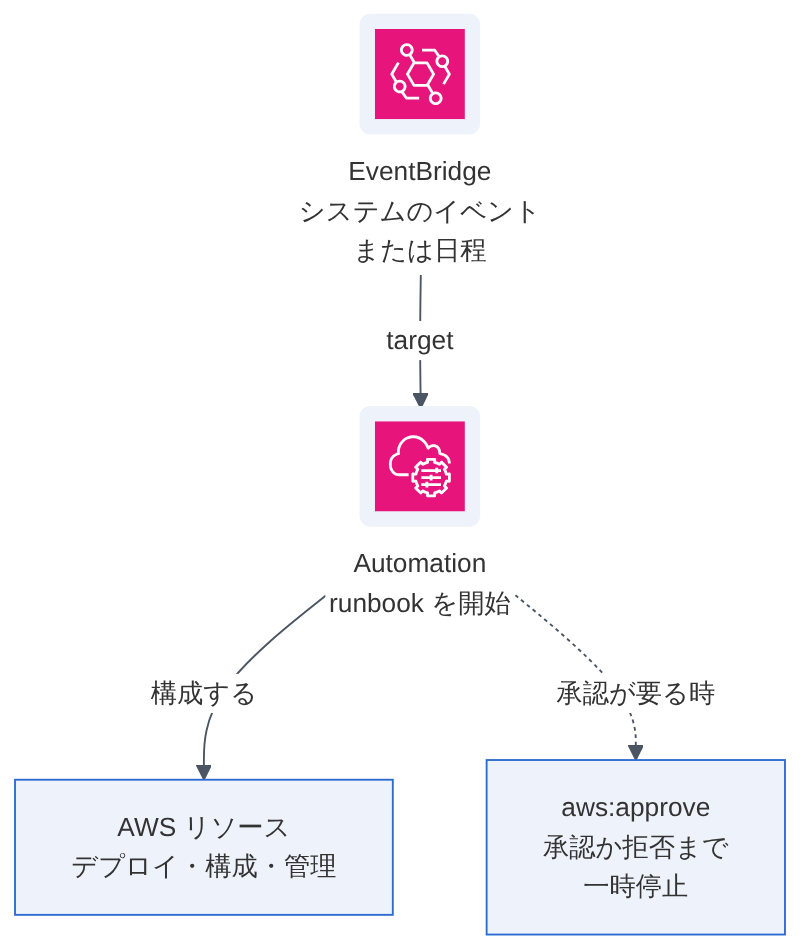 EventBridge
システムのイベント
または日程
target
Automation
runbook を開始
構成する
承認が要る時
AWS リソース
デプロイ・構成・管理
aws:approve
承認か拒否まで
一時停止